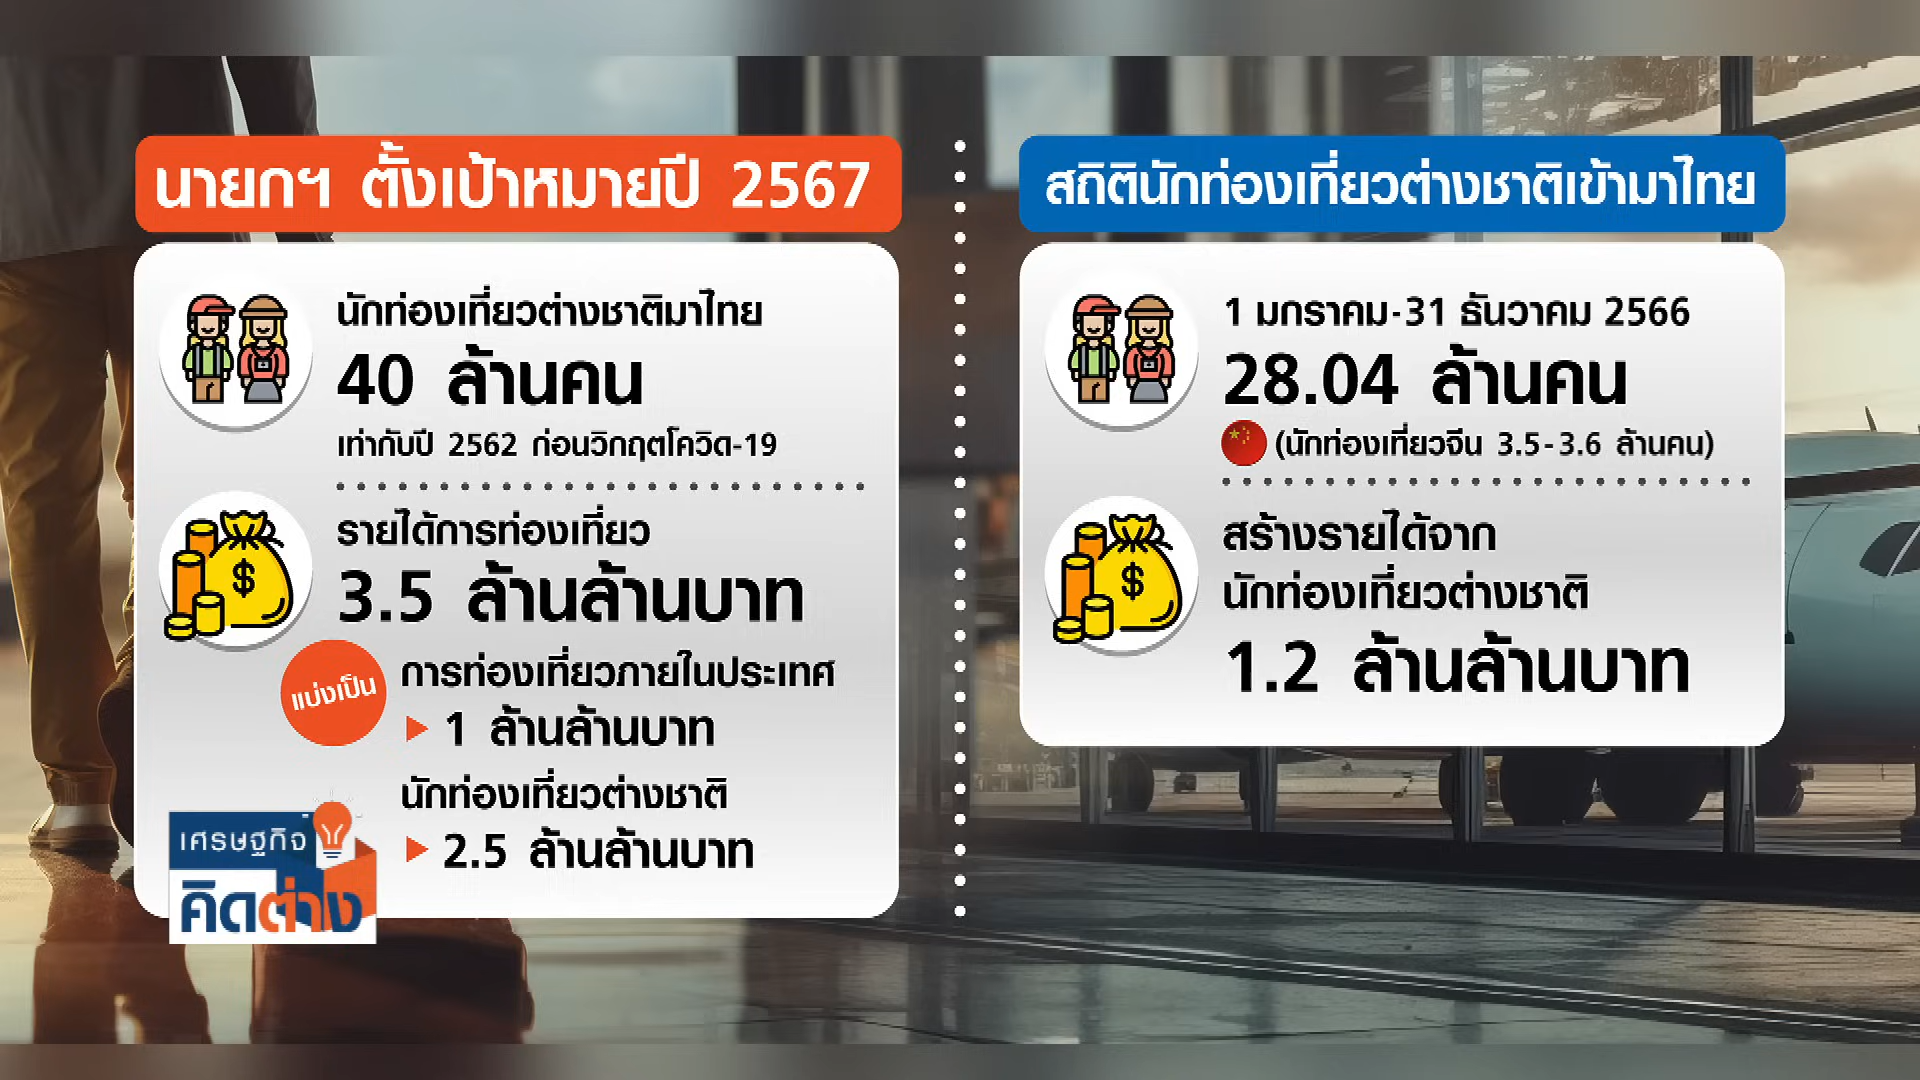 นายกฯ ตั้งเป้าหมายปี 2567
นักท่องเที่ยวต่างชาติมาไทย
40 ล้านคน
เท่ากับปี 2562 ก่อนวิกฤตโควิด-19
รายได้การท่องเที่ยว
$
3.5 ล้านล้านบาท
แบ่งเป็น
การท่องเที่ยวภายในประเทศ
1 ล้านล้านบาท
นักท่องเที่ยวต่างชาติ
2.5 ล้านล้านบาท
เศรษฐกิจ
คิดต่าง
สถิตินักท่องเที่ยวต่างชาติเข้ามาไทย
1 มกราคม-31 ธันวาคม 2566
28.04 ล้านคน
(นักท่องเที่ยวจีน 3.5-3.6 ล้านคน)
สร้างรายได้จาก
$
นักท่องเที่ยวต่างชาติ
1.2 ล้านล้านบาท